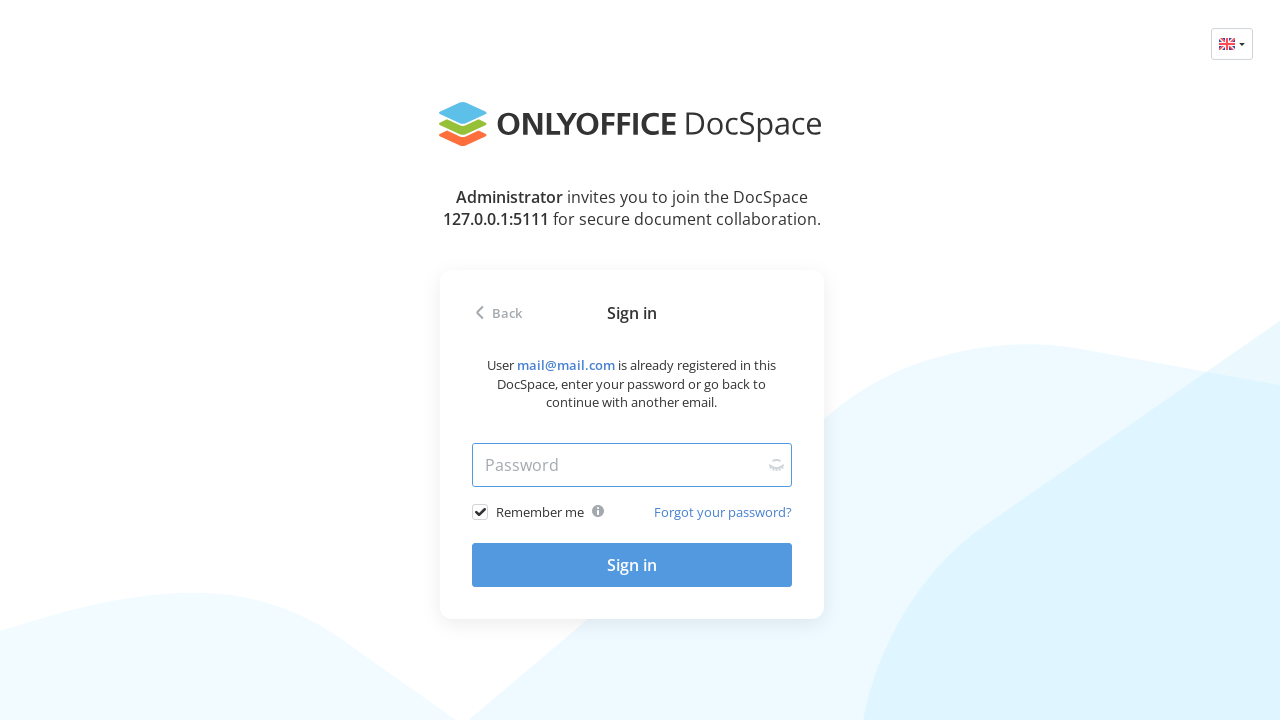 ONLYOFFICE DocSpace
Administrator invites you to join the DocSpace
127.0.0.1:5111 for secure document collaboration.
Back
Sign in
User mail@mail.com is already registered in this
DocSpace, enter your password or go back to
continue with another email.
Password
Remember me
Forgot your password?
Sign in